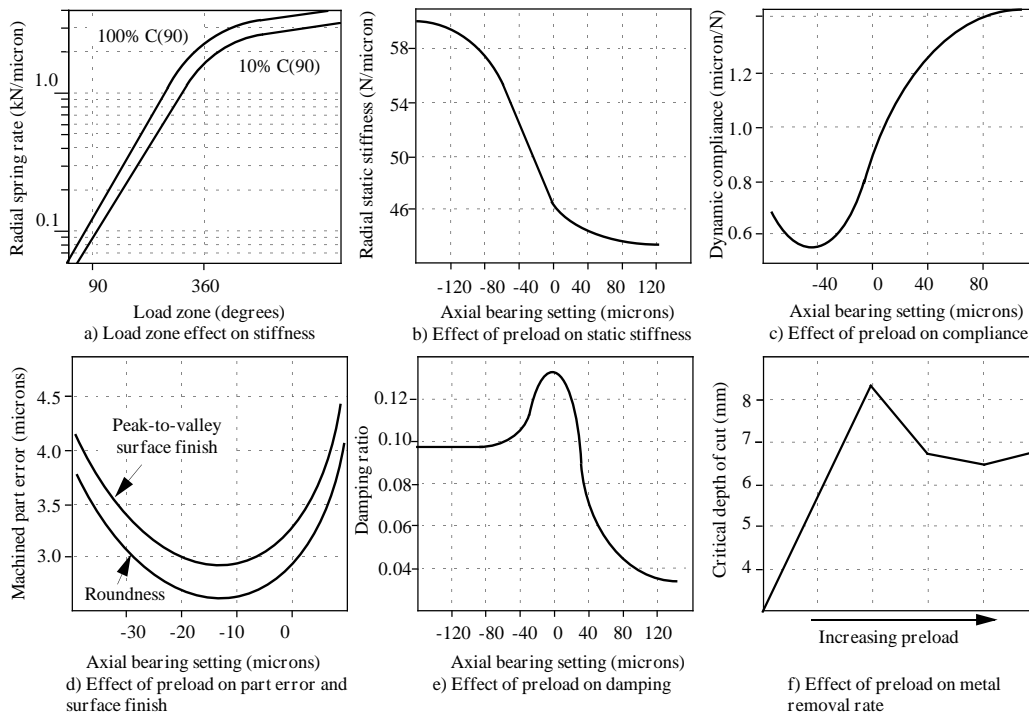 Radial spring rate (kN/micron)
1.0
0.1
100% C(90)
10% C(90)
90 360
Load zone (degrees)
a) Load zone effect on stiffness
Radial static stiffness (N/micron)
58
54
50
46
-120 -80 -40 0 40 80 120
Axial bearing setting (microns)
b) Effect of preload on static stiffness
Dynamic compliance (micron/N)
1.2
1.0
0.8
0.6
-40 0 40 80
Axial bearing setting (microns)
c) Effect of preload on compliance
Machined part error (microns)
4.5
4.0
3.5
3.0
Peak-to-valley
surface finish
Roundness
-30 -20 -10 0
Axial bearing setting (microns)
d) Effect of preload on part error and
surface finish
Damping ratio
0.12
0.10
0.08
0.06
0.04
-120 -80 -40 0 40 80 120
Axial bearing setting (microns)
e) Effect of preload on damping
Critical depth of cut (mm)
8
7
6
5
4
Increasing preload
f) Effect of preload on metal
removal rate